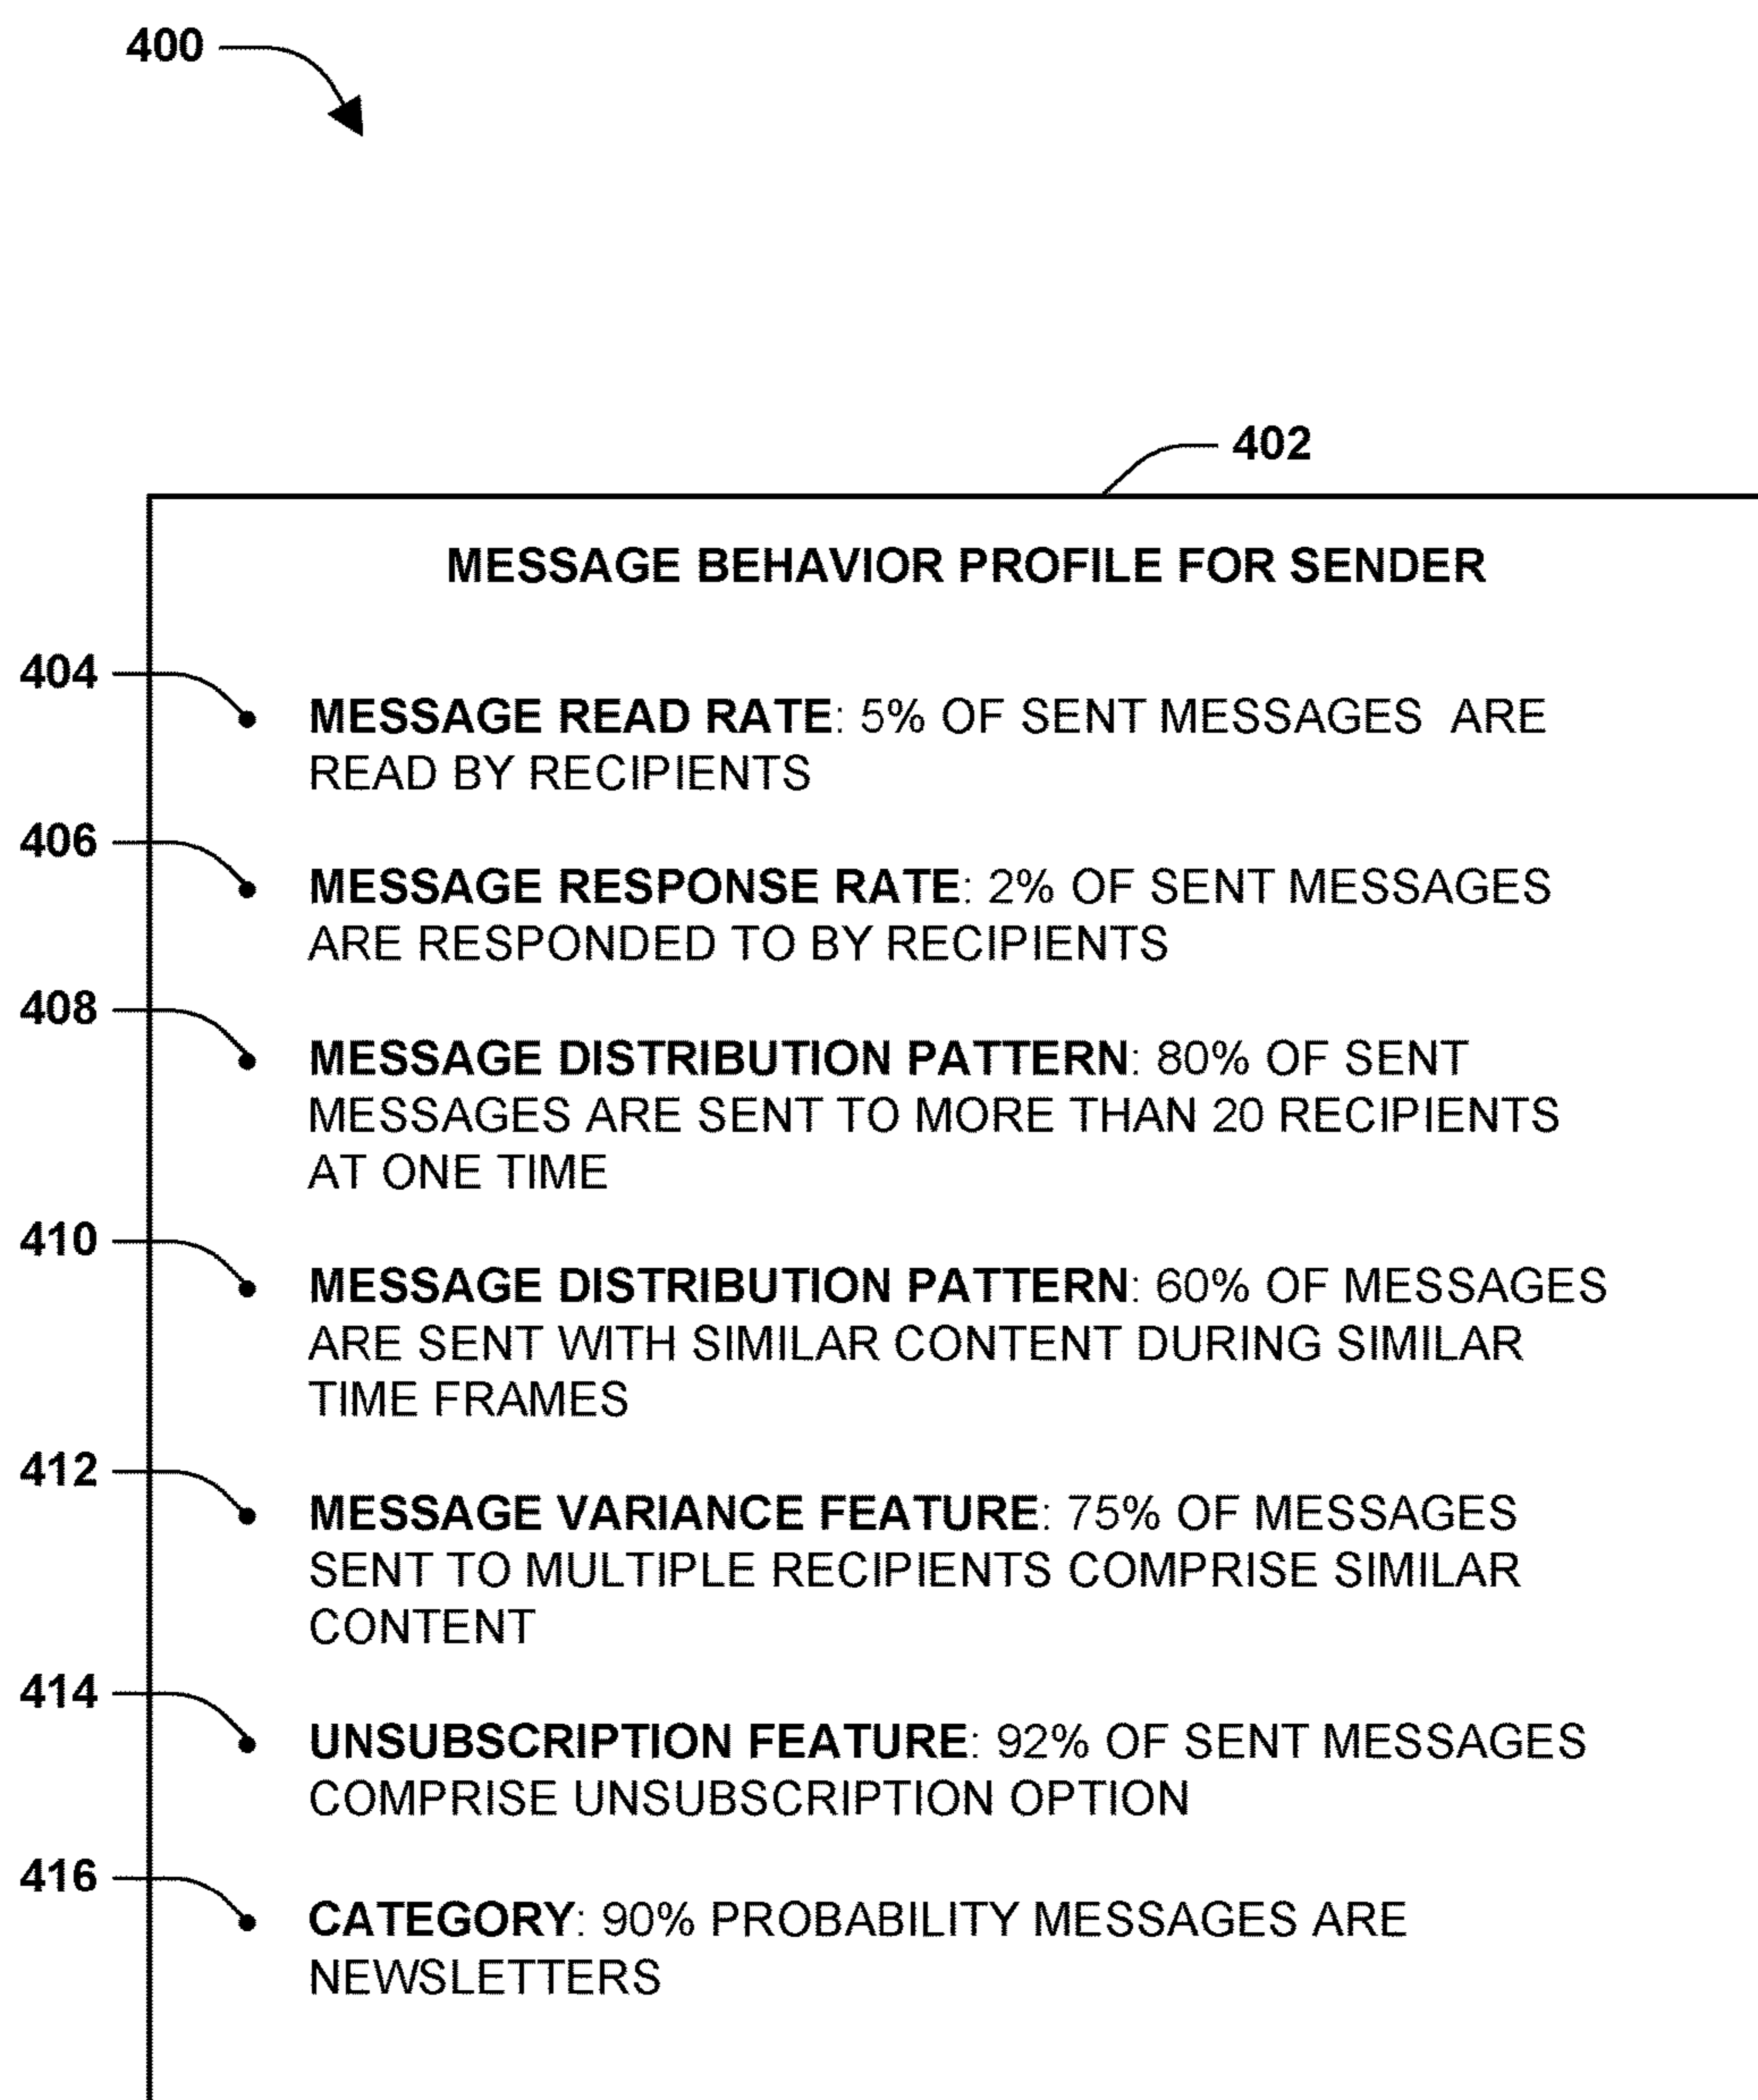 400
402
MESSAGE BEHAVIOR PROFILE FOR SENDER
404
MESSAGE READ RATE: 5% OF SENT MESSAGES ARE
READ BY RECIPIENTS
406
MESSAGE RESPONSE RATE: 2% OF SENT MESSAGES
ARE RESPONDED TO BY RECIPIENTS
408
MESSAGE DISTRIBUTION PATTERN: 80% OF SENT
MESSAGES ARE SENT TO MORE THAN 20 RECIPIENTS
AT ONE TIME
410
MESSAGE DISTRIBUTION PATTERN: 60% OF MESSAGES
ARE SENT WITH SIMILAR CONTENT DURING SIMILAR
TIME FRAMES
412
MESSAGE VARIANCE FEATURE: 75% OF MESSAGES
SENT TO MULTIPLE RECIPIENTS COMPRISE SIMILAR
CONTENT
414
UNSUBSCRIPTION FEATURE: 92% OF SENT MESSAGES
COMPRISE UNSUBSCRIPTION OPTION
416
CATEGORY: 90% PROBABILITY MESSAGES ARE
NEWSLETTERS